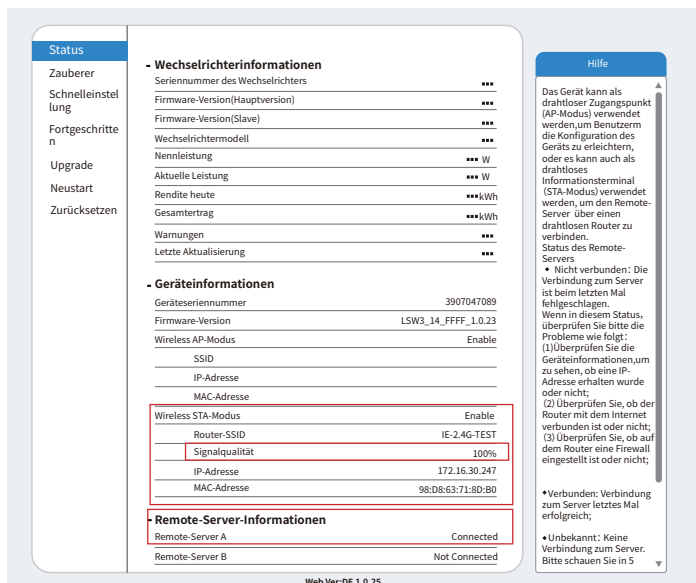 Status
Zauberer
Schnelleinstel
lung
Fortgeschritte
n
Upgrade
Neustart
Zurücksetzen
- Wechselrichterinformationen
Seriennummer des Wechselrichters ...
Firmware-Version(Hauptversion) ...
Firmware-Version(Slave) ...
Wechselrichtermodell ...
Nennleistung ... W
Aktuelle Leistung ... W
Rendite heute ...kWh
Gesamtertrag ...kWh
Warnungen ...
Letzte Aktualisierung ...
- Geräteinformationen
Geräteseriennummer 3907047089
Firmware-Version LSW3_14_FFFF_1.0.23
Wireless AP-Modus Enable
SSID
IP-Adresse
MAC-Adresse
Wireless STA-Modus Enable
Router-SSID IE-2.4G-TEST
Signalqualität 100%
IP-Adresse 172.16.30.247
MAC-Adresse 98:D8:63:71:8D:B0
- Remote-Server-Informationen
Remote-Server A Connected
Remote-Server B Not Connected
Hilfe
Das Gerät kann als
drahtloser Zugangspunkt
(AP-Modus) verwendet
werden,um Benutzerm
die Konfiguration des
Geräts zu erleichtern,
oder es kann auch als
drahtloses
Informationsterminal
(STA-Modus) verwendet
werden, um den Remote-
Server über einen
drahtlosen Router zu
verbinden.
Status des Remote-
Servers
◆ Nicht verbunden: Die
Verbindung zum Server
ist beim letzten Mal
fehlgeschlagen.
Wenn in diesem Status,
überprüfen Sie bitte die
Probleme wie folgt:
(1)Überprüfen Sie die
Geräteinformationen,um
zu sehen, ob eine IP-
Adresse erhalten wurde
oder nicht;
(2) Überprüfen Sie, ob der
Router mit dem Internet
verbunden ist oder nicht;
(3) Überprüfen Sie, ob auf
dem Router eine Firewall
eingestellt ist oder nicht;
◆Verbunden: Verbindung
zum Server letztes Mal
erfolgreich;
◆Unbekannt: Keine
Verbindung zum Server.
Bitte schauen Sie in 5
Web Ver:DE 1.0.25